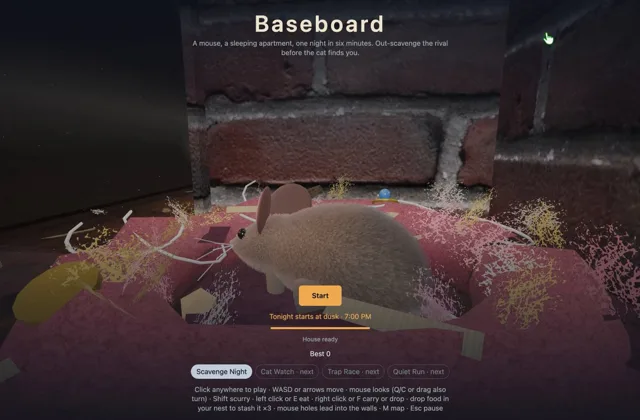 Baseboard
A mouse, a sleeping apartment, one night in six minutes. Out-scavenge the rival
before the cat finds you.
Start
Tonight starts at dusk · 7:00 PM
House ready
Best 0
Scavenge Night
Cat Watch · next
Trap Race · next
Quiet Run · next
Click anywhere to play · WASD or arrows move · mouse looks (Q/C or drag also
turn) · Shift scurry · left click or E eat · right click or F carry or drop · drop food in
your nest to stash it ×3 · mouse holes lead into the walls · M map · Esc pause